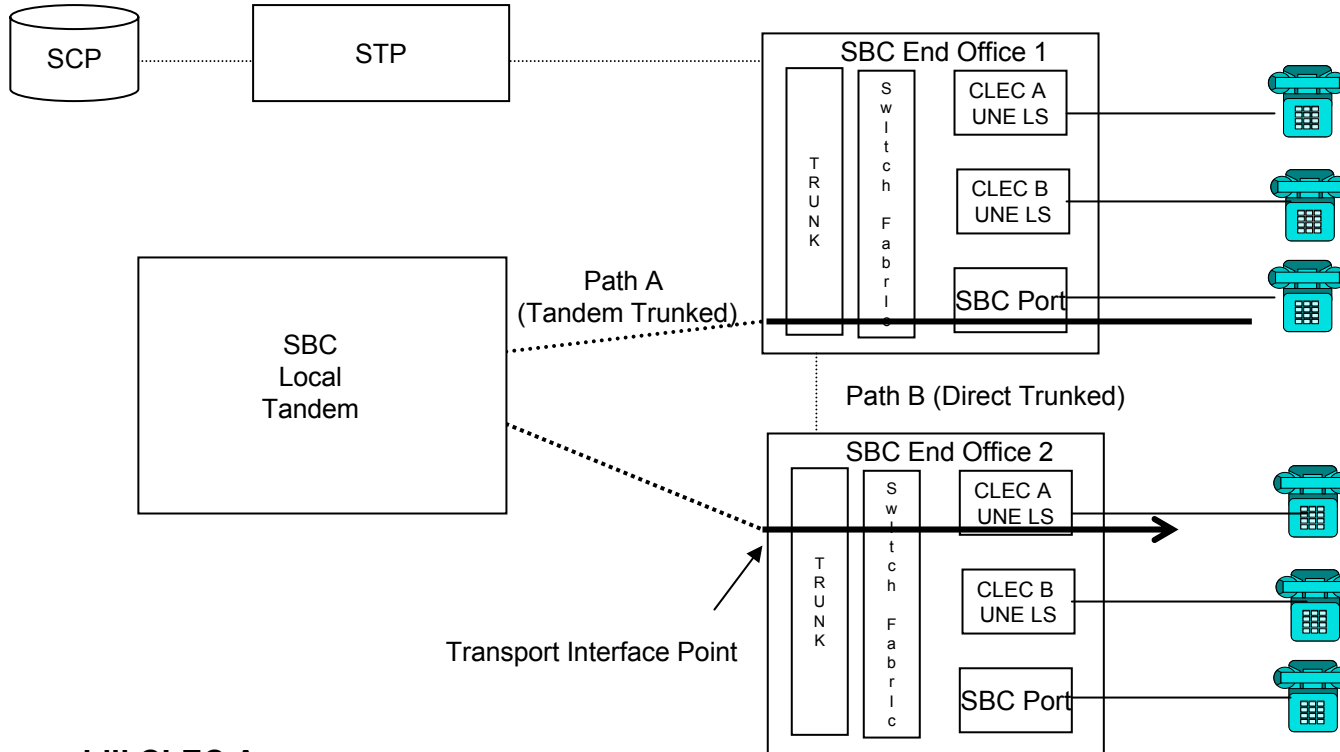 SCP
STP
SBC End Office 1
TRUNK
SwItch FabrIc
CLEC A
UNE LS
CLEC B
UNE LS
SBC Port
Path A
(Tandem Trunked)
SBC
Local
Tandem
Path B (Direct Trunked)
SBC End Office 2
TRUNK
SwItch FabrIc
CLEC A
UNE LS
CLEC B
UNE LS
SBC Port
Transport Interface Point